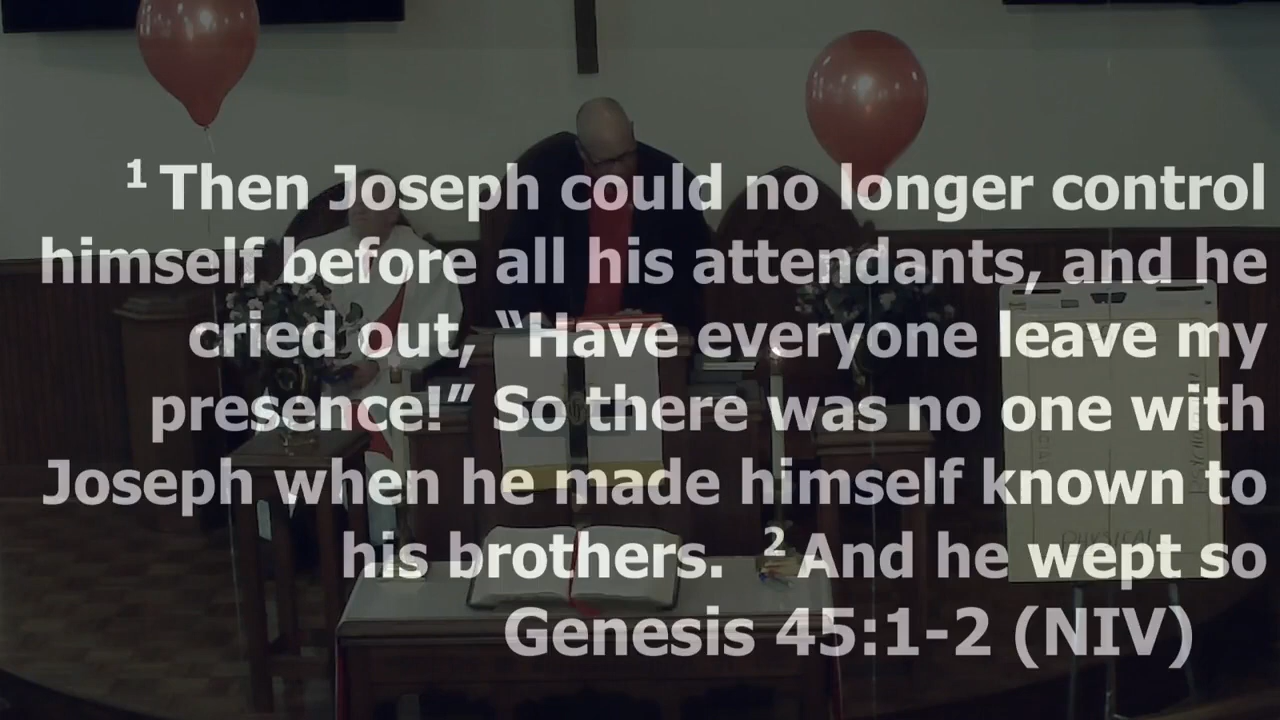 1 Then Joseph could no longer control
himself before all his attendants, and he
cried out, “Have everyone leave my
presence!” So there was no one with
Joseph when he made himself known to
his brothers. 2 And he wept so
Genesis 45:1-2 (NIV)
PHYSICAL